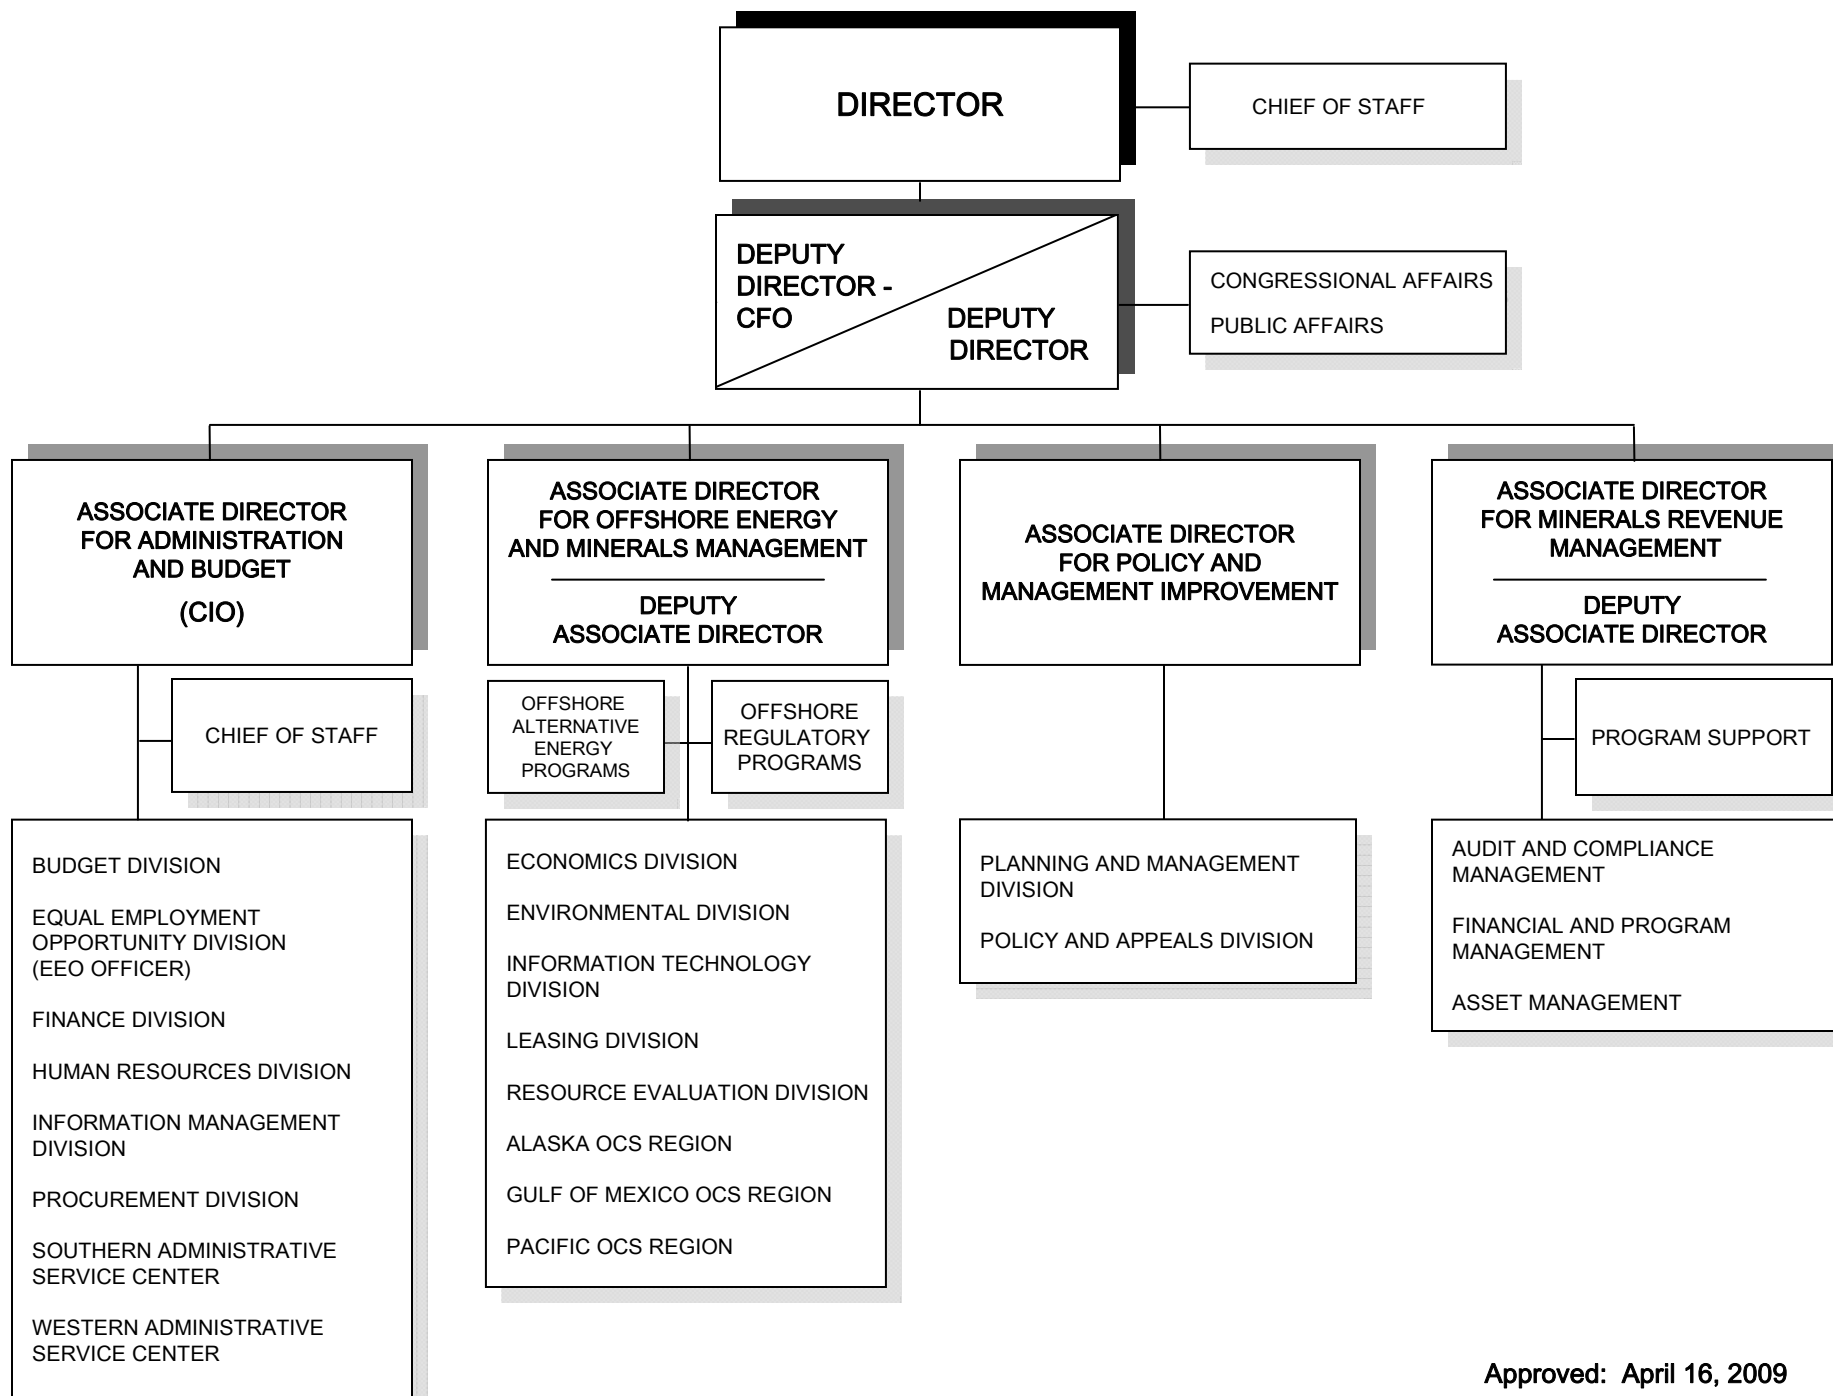 DIRECTOR
CHIEF OF STAFF
DEPUTY
DIRECTOR -
CFO
DEPUTY
DIRECTOR
CONGRESSIONAL AFFAIRS
PUBLIC AFFAIRS
ASSOCIATE DIRECTOR
FOR ADMINISTRATION
AND BUDGET
(CIO)
ASSOCIATE DIRECTOR
FOR OFFSHORE ENERGY
AND MINERALS MANAGEMENT
DEPUTY
ASSOCIATE DIRECTOR
ASSOCIATE DIRECTOR
FOR POLICY AND
MANAGEMENT IMPROVEMENT
ASSOCIATE DIRECTOR
FOR MINERALS REVENUE
MANAGEMENT
DEPUTY
ASSOCIATE DIRECTOR
CHIEF OF STAFF
OFFSHORE
ALTERNATIVE
ENERGY
PROGRAMS
OFFSHORE
REGULATORY
PROGRAMS
PROGRAM SUPPORT
BUDGET DIVISION
EQUAL EMPLOYMENT
OPPORTUNITY DIVISION
(EEO OFFICER)
FINANCE DIVISION
HUMAN RESOURCES DIVISION
INFORMATION MANAGEMENT
DIVISION
PROCUREMENT DIVISION
SOUTHERN ADMINISTRATIVE
SERVICE CENTER
WESTERN ADMINISTRATIVE
SERVICE CENTER
ECONOMICS DIVISION
ENVIRONMENTAL DIVISION
INFORMATION TECHNOLOGY
DIVISION
LEASING DIVISION
RESOURCE EVALUATION DIVISION
ALASKA OCS REGION
GULF OF MEXICO OCS REGION
PACIFIC OCS REGION
PLANNING AND MANAGEMENT
DIVISION
POLICY AND APPEALS DIVISION
AUDIT AND COMPLIANCE
MANAGEMENT
FINANCIAL AND PROGRAM
MANAGEMENT
ASSET MANAGEMENT
Approved: April 16, 2009